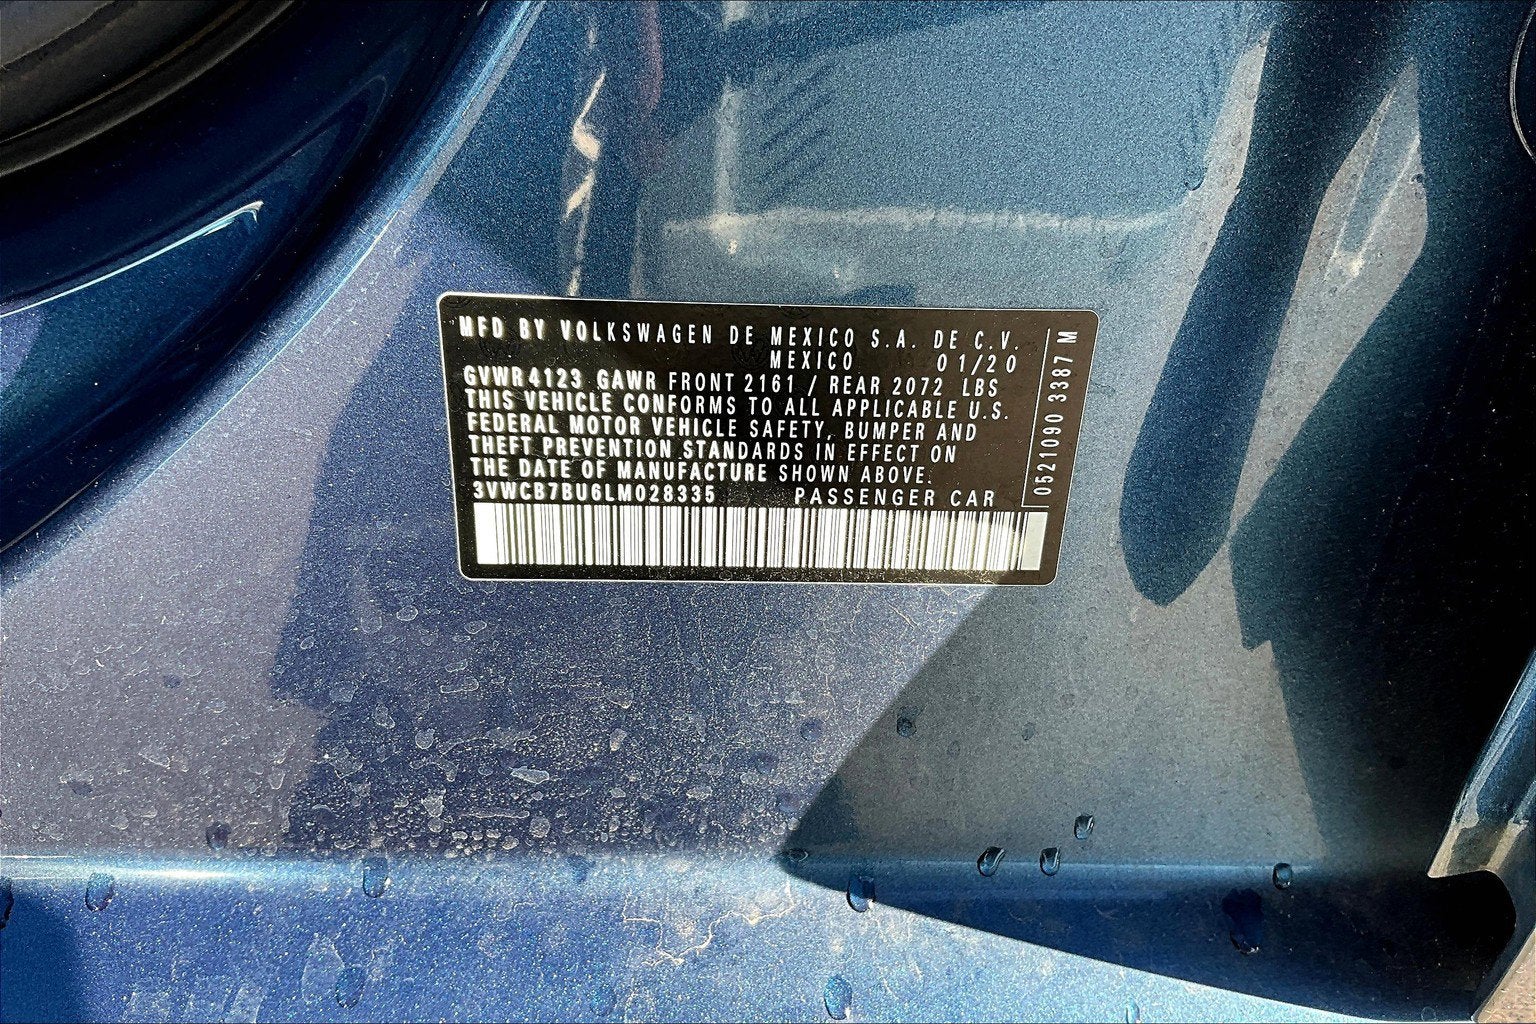 MFD BY VOLKSWAGEN DE MEXICO S.A. DE C.V.
MEXICO 01/20
GVWR 4123 GAWR FRONT 2161 / REAR 2072 LBS
THIS VEHICLE CONFORMS TO ALL APPLICABLE U.S.
FEDERAL MOTOR VEHICLE SAFETY, BUMPER AND
THEFT PREVENTION STANDARDS IN EFFECT ON
THE DATE OF MANUFACTURE SHOWN ABOVE.
3VWCB7BU6LM028335 PASSENGER CAR
0521090 3387 M